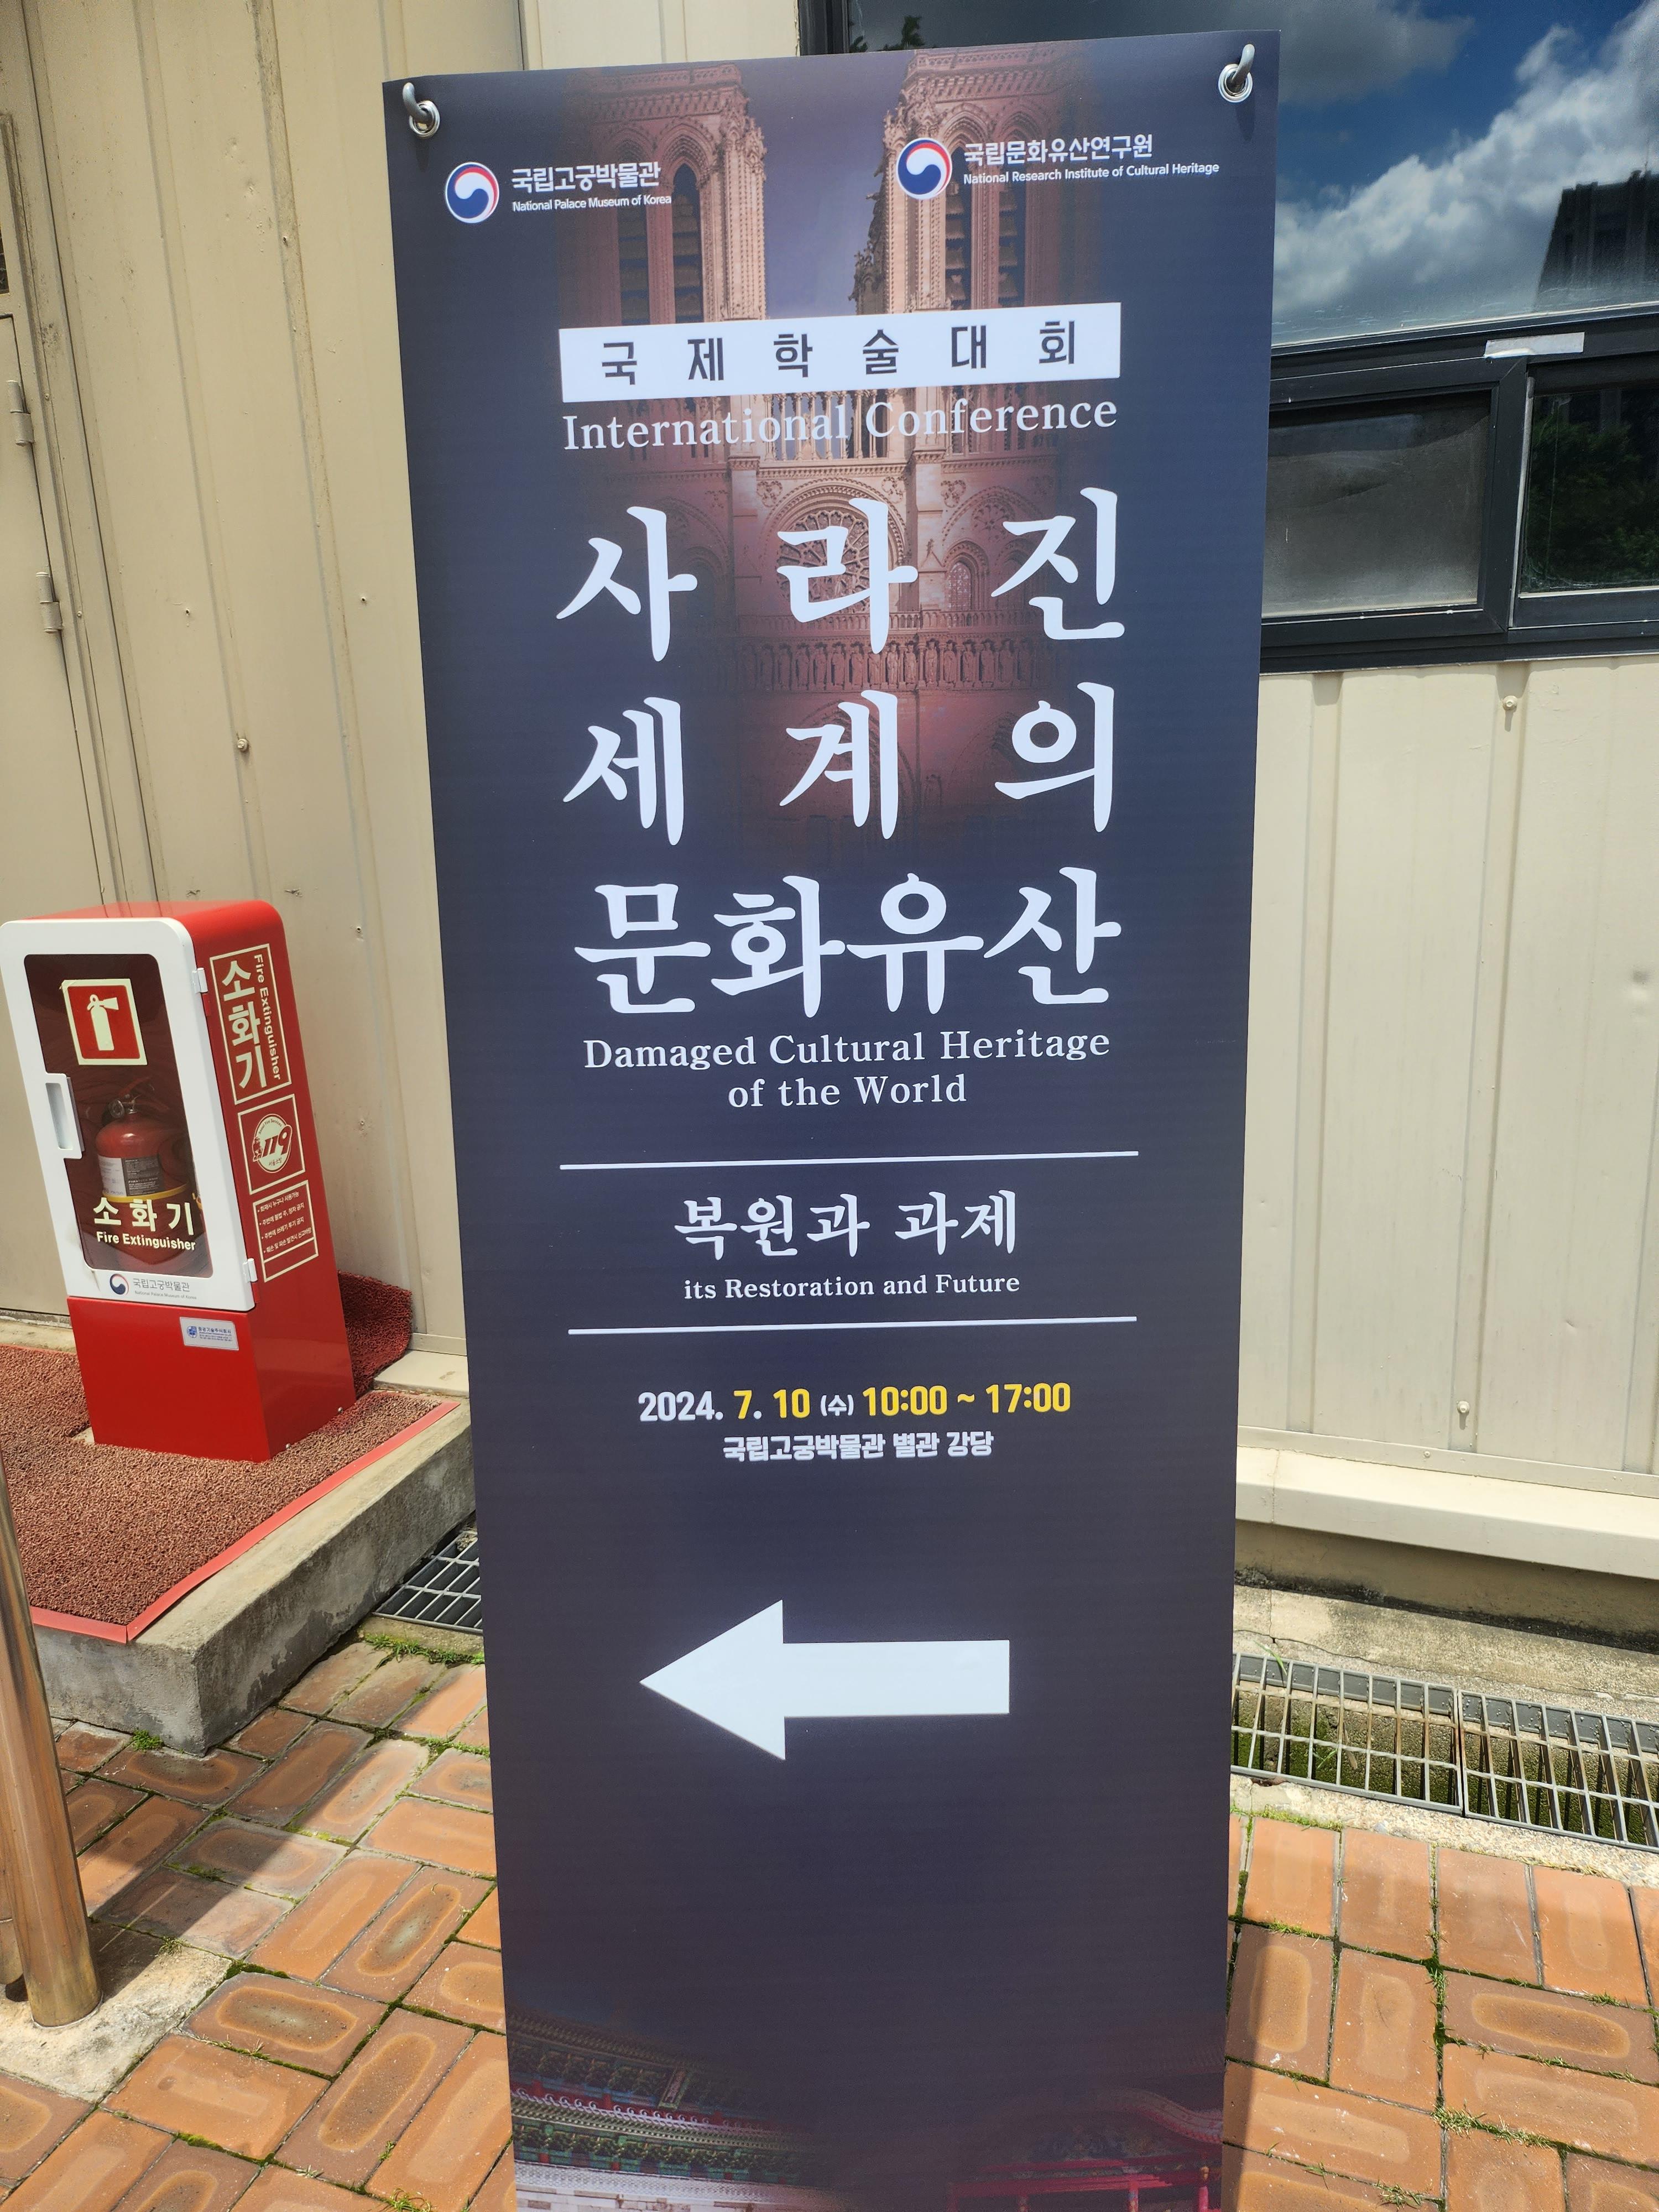 국립고궁박물관
National Palace Museum of Korea
국립문화유산연구원
National Research Institute of Cultural Heritage
국제학술대회
International Conference
사라진
세계의
문화유산
Damaged Cultural Heritage
of the World
복원과 과제
its Restoration and Future
2024. 7. 10 (수) 10:00 ~ 17:00
국립고궁박물관 별관 강당
소화기
Fire Extinguisher
119
소화기
Fire Extinguisher
국립고궁박물관
National Palace Museum of Korea